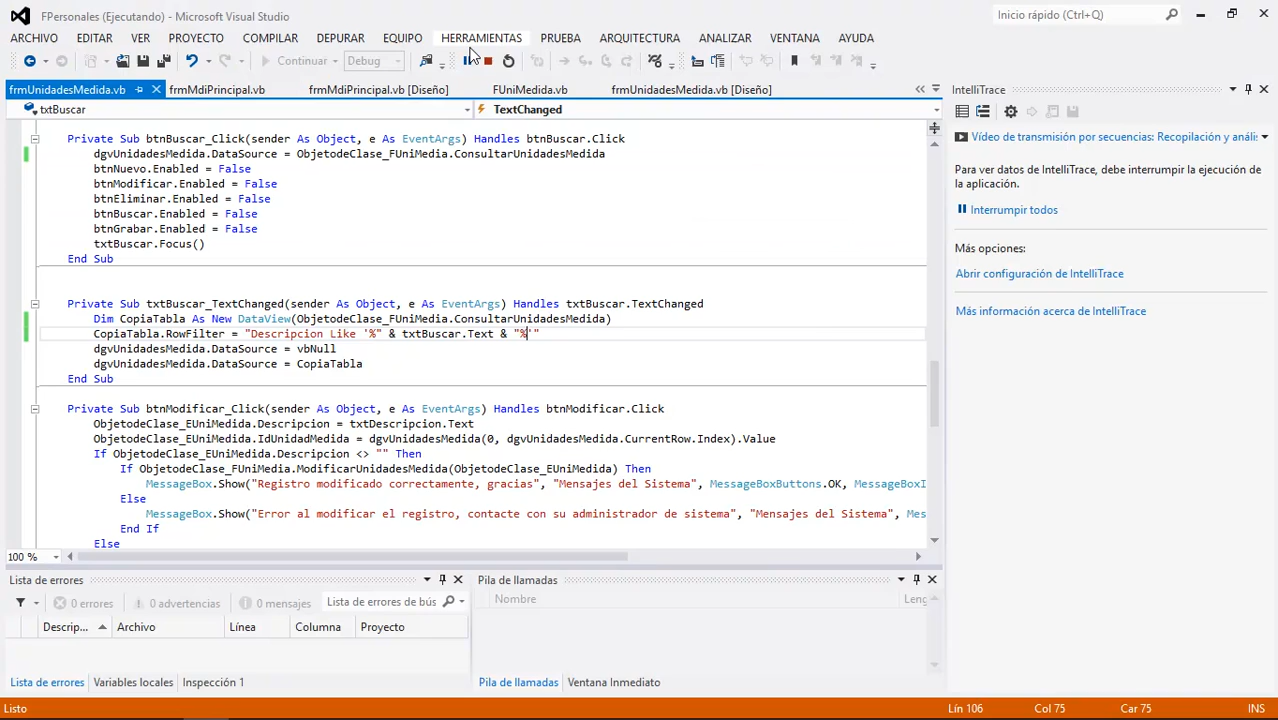 FPersonales (Ejecutando) - Microsoft Visual Studio
Inicio rápido (Ctrl+Q)
ARCHIVO EDITAR VER PROYECTO COMPILAR DEPURAR EQUIPO HERRAMIENTAS PRUEBA ARQUITECTURA ANALIZAR VENTANA AYUDA
Continuar Debug
frmUnidadesMedida.vb frmMdiPrincipal.vb frmMdiPrincipal.vb [Diseño] FUniMedida.vb frmUnidadesMedida.vb [Diseño]
txtBuscar TextChanged
Private Sub btnBuscar_Click(sender As Object, e As EventArgs) Handles btnBuscar.Click
dgvUnidadesMedida.DataSource = ObjetodeClase_FUniMedia.ConsultarUnidadesMedida
btnNuevo.Enabled = False
btnModificar.Enabled = False
btnEliminar.Enabled = False
btnBuscar.Enabled = False
btnGrabar.Enabled = False
txtBuscar.Focus()
End Sub
Private Sub txtBuscar_TextChanged(sender As Object, e As EventArgs) Handles txtBuscar.TextChanged
Dim CopiaTabla As New DataView(ObjetodeClase_FUniMedia.ConsultarUnidadesMedida)
CopiaTabla.RowFilter = "Descripcion Like '%" & txtBuscar.Text & "%'"
dgvUnidadesMedida.DataSource = vbNull
dgvUnidadesMedida.DataSource = CopiaTabla
End Sub
Private Sub btnModificar_Click(sender As Object, e As EventArgs) Handles btnModificar.Click
ObjetodeClase_EUniMedida.Descripcion = txtDescripcion.Text
ObjetodeClase_EUniMedida.IdUnidadMedida = dgvUnidadesMedida(0, dgvUnidadesMedida.CurrentRow.Index).Value
If ObjetodeClase_EUniMedida.Descripcion <> "" Then
If ObjetodeClase_FUniMedia.ModificarUnidadesMedida(ObjetodeClase_EUniMedida) Then
MessageBox.Show("Registro modificado correctamente, gracias", "Mensajes del Sistema", MessageBoxButtons.OK, MessageBoxI
Else
MessageBox.Show("Error al modificar el registro, contacte con su administrador de sistema", "Mensajes del Sistema", Mes
End If
Else
100 %
IntelliTrace
Vídeo de transmisión por secuencias: Recopilación y anális
Para ver datos de IntelliTrace, debe interrumpir la ejecución de
la aplicación.
Interrumpir todos
Más opciones:
Abrir configuración de IntelliTrace
Más información acerca de IntelliTrace
Lista de errores
0 errores 0 advertencias 0 mensajes Lista de errores de bús
Descrip... Archivo Línea Columna Proyecto
Lista de errores Variables locales Inspección 1
Pila de llamadas
Nombre Leng
Pila de llamadas Ventana Inmediato
Listo Lín 106 Col 75 Car 75 INS